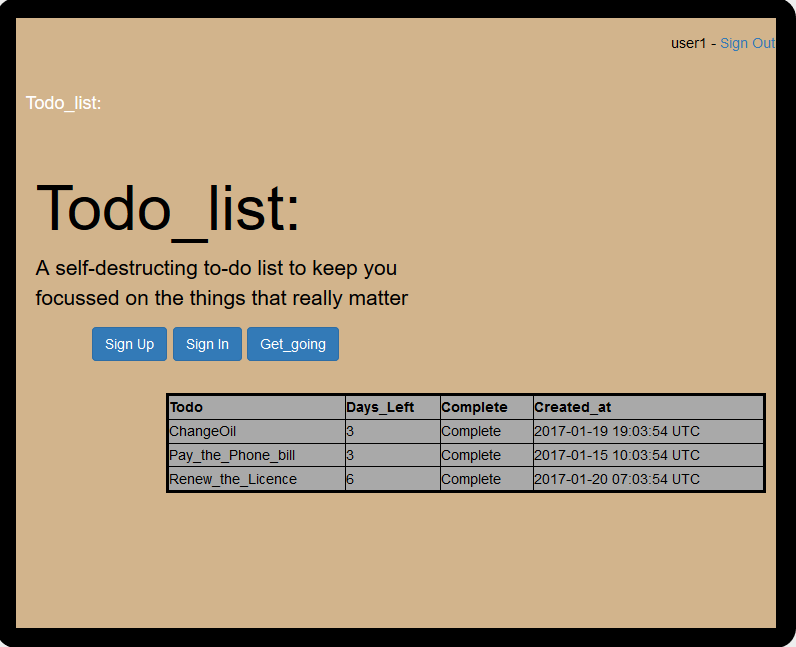 user1 - Sign Out
Todo_list:
Todo_list:
A self-destructing to-do list to keep you
focussed on the things that really matter
Sign Up Sign In Get_going
Todo Days_Left Complete Created_at
ChangeOil 3 Complete 2017-01-19 19:03:54 UTC
Pay_the_Phone_bill 3 Complete 2017-01-15 10:03:54 UTC
Renew_the_Licence 6 Complete 2017-01-20 07:03:54 UTC